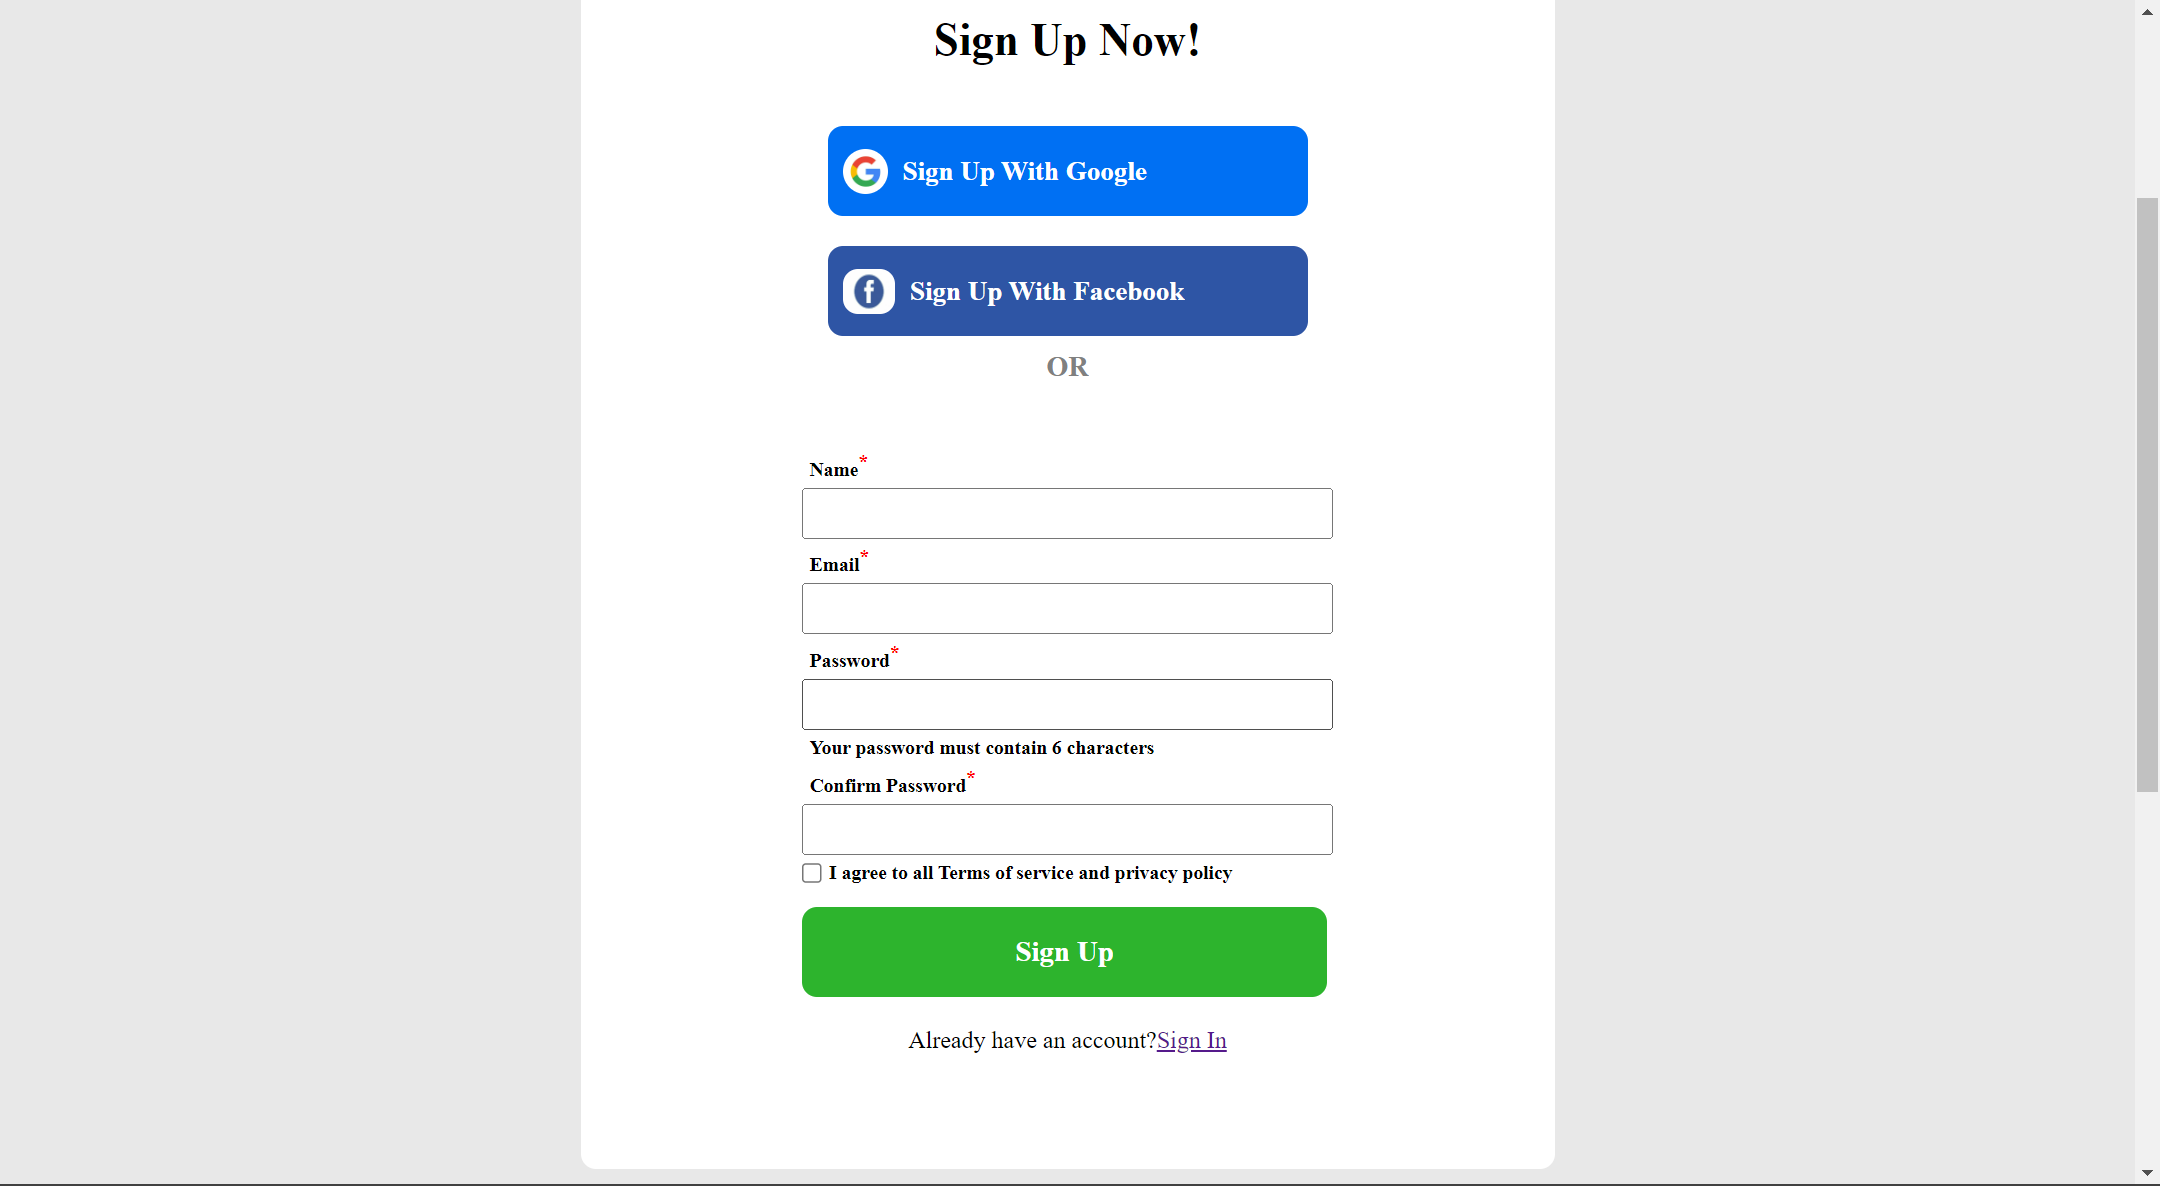 Sign Up Now!
Sign Up With Google
Sign Up With Facebook
OR
Name*
Email*
Password*
Your password must contain 6 characters
Confirm Password*
I agree to all Terms of service and privacy policy
Sign Up
Already have an account?Sign In